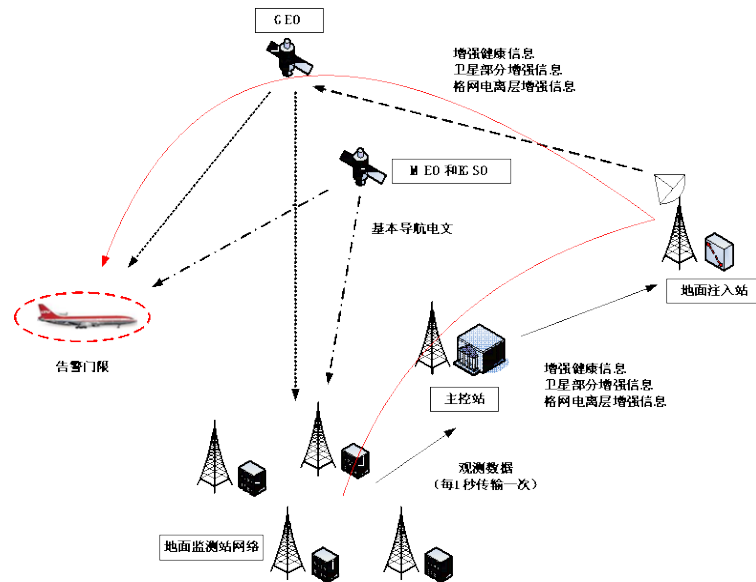 GEO
增强健康信息
卫星部分增强信息
格网电离层增强信息
MEO和IGSO
基本导航电文
地面注入站
告警门限
主控站
增强健康信息
卫星部分增强信息
格网电离层增强信息
观测数据
（每1秒传输一次）
地面监测站网络